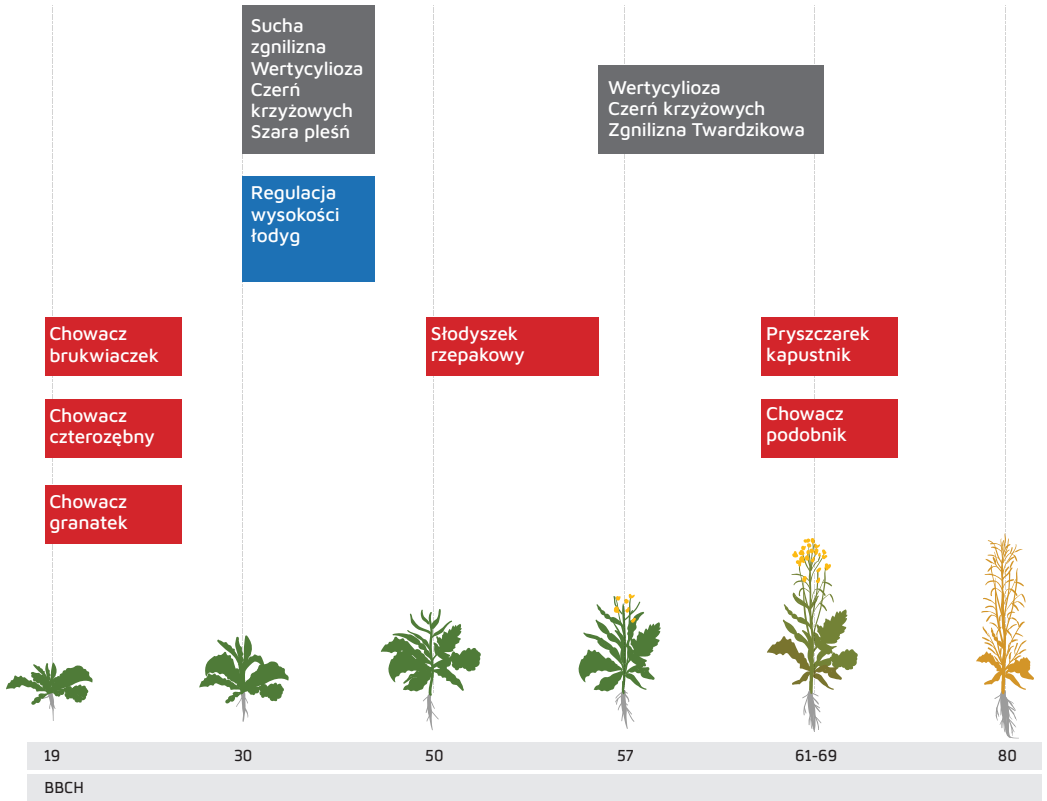 Sucha
zgnilizna
Wertycylioza
Czerń
krzyżowych
Szara pleśń
Wertycylioza
Czerń krzyżowych
Zgnilizna Twardzikowa
Regulacja
wysokości
łodyg
Chowacz
brukwiaczek
Słodyszek
rzepakowy
Pryszczarek
kapustnik
Chowacz
czterozębny
Chowacz
podobnik
Chowacz
granatek
19 30 50 57 61-69 80
BBCH